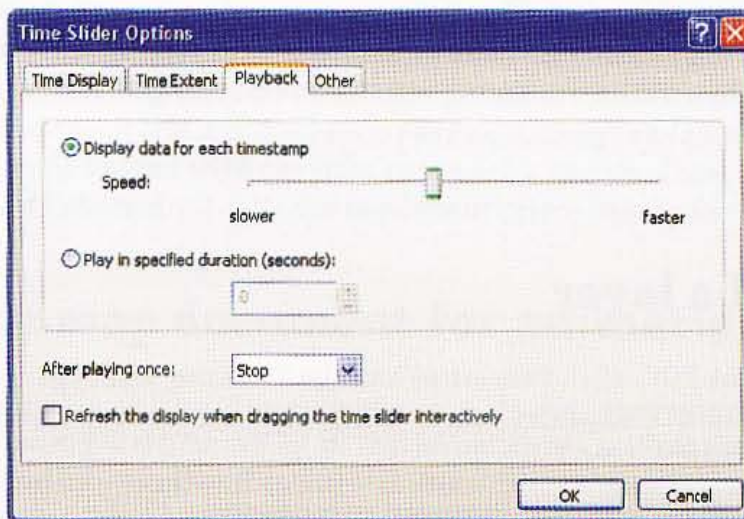 Time Slider Options
?
Time Display Time Extent Playback Other
Display data for each timestamp
Speed:
slower faster
Play in specified duration (seconds):
0
After playing once: Stop
Refresh the display when dragging the time slider interactively
OK Cancel